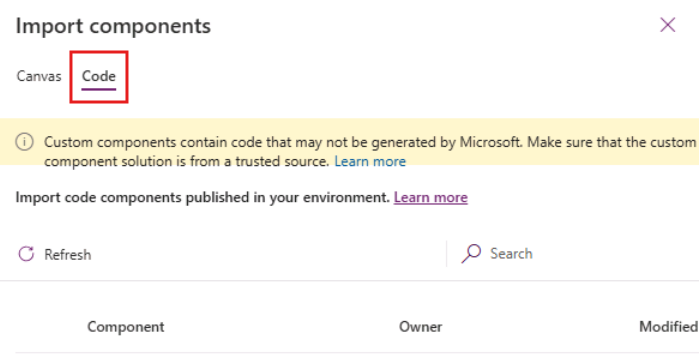 Import components
Canvas Code
Custom components contain code that may not be generated by Microsoft. Make sure that the custom
component solution is from a trusted source. Learn more
Import code components published in your environment. Learn more
Refresh Search
Component Owner Modified